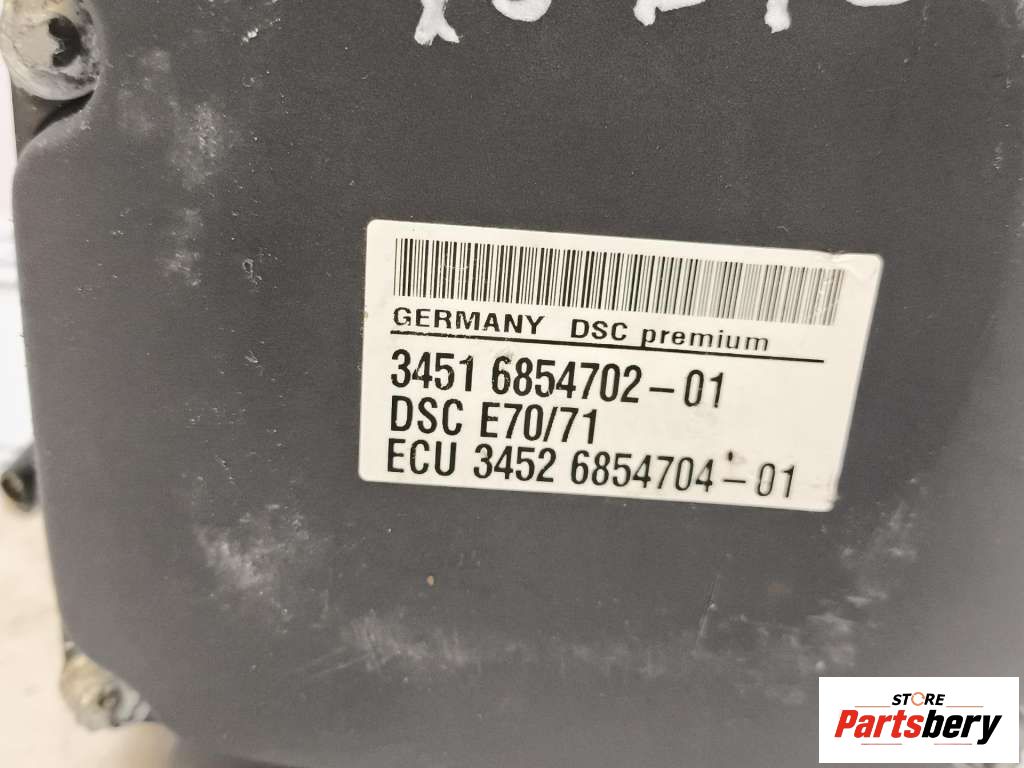 GERMANY DSC premium
3451 6854702-01
DSC E70/71
ECU 3452 6854704-01
STORE
Partsbery